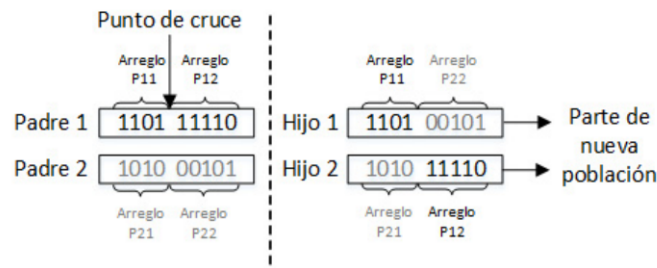 Punto de cruce
Arreglo P11
Arreglo P12
Padre 1
1101 11110
Padre 2
1010 00101
Arreglo P21
Arreglo P22
Arreglo P11
Arreglo P22
Hijo 1
1101 00101
Hijo 2
1010 11110
Arreglo P21
Arreglo P12
Parte de
nueva
población